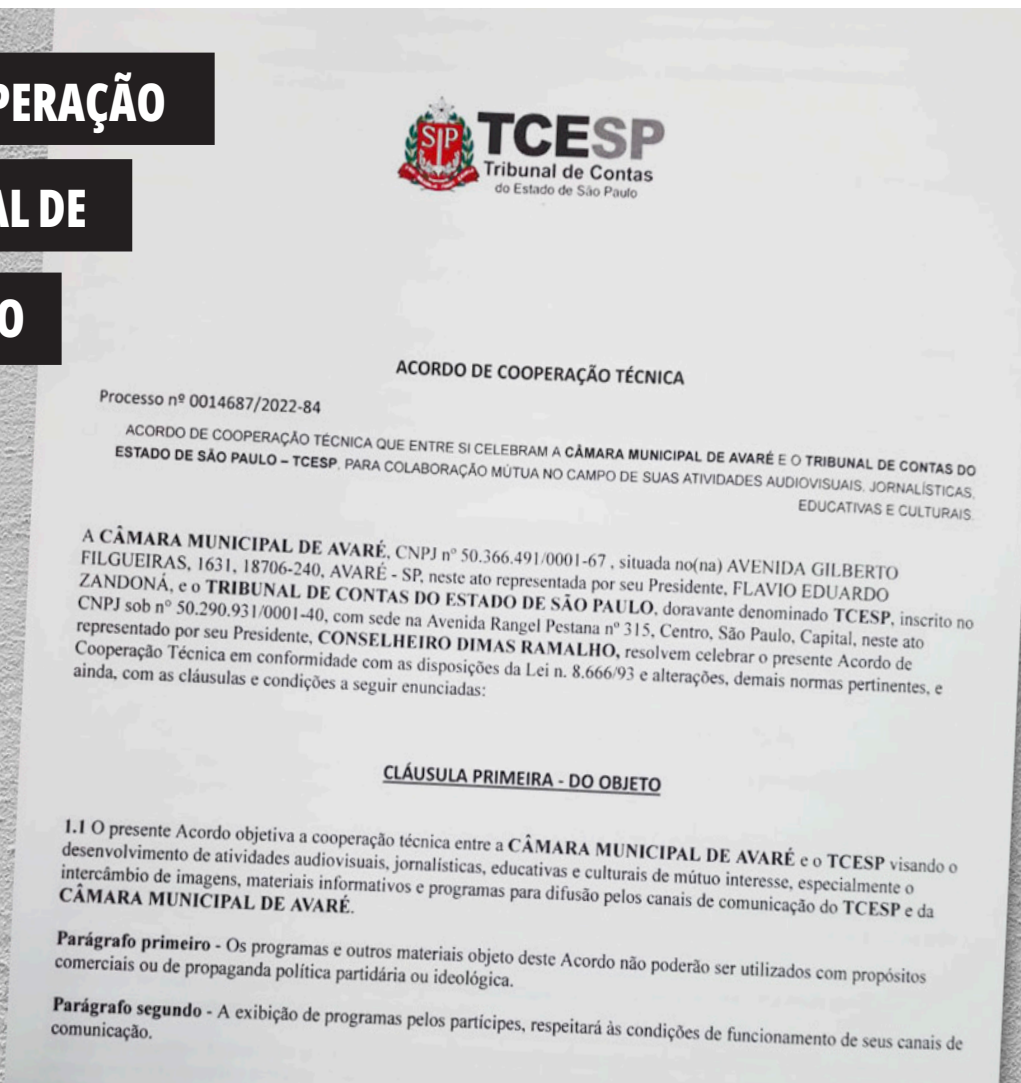 PERAÇÃO
AL DE
O
SP
TCESP
Tribunal de Contas
do Estado de São Paulo
ACORDO DE COOPERAÇÃO TÉCNICA
Processo nº 0014687/2022-84
ACORDO DE COOPERAÇÃO TÉCNICA QUE ENTRE SI CELEBRAM A CÂMARA MUNICIPAL DE AVARÉ E O TRIBUNAL DE CONTAS DO
ESTADO DE SÃO PAULO – TCESP, PARA COLABORAÇÃO MÚTUA NO CAMPO DE SUAS ATIVIDADES AUDIOVISUAIS, JORNALÍSTICAS,
EDUCATIVAS E CULTURAIS.
A CÂMARA MUNICIPAL DE AVARÉ, CNPJ nº 50.366.491/0001-67 , situada no(na) AVENIDA GILBERTO
FILGUEIRAS, 1631, 18706-240, AVARÉ - SP, neste ato representada por seu Presidente, FLAVIO EDUARDO
ZANDONÁ, e o TRIBUNAL DE CONTAS DO ESTADO DE SÃO PAULO, doravante denominado TCESP, inscrito no
CNPJ sob nº 50.290.931/0001-40, com sede na Avenida Rangel Pestana nº 315, Centro, São Paulo, Capital, neste ato
representado por seu Presidente, CONSELHEIRO DIMAS RAMALHO, resolvem celebrar o presente Acordo de
Cooperação Técnica em conformidade com as disposições da Lei n. 8.666/93 e alterações, demais normas pertinentes, e
ainda, com as cláusulas e condições a seguir enunciadas:
CLÁUSULA PRIMEIRA - DO OBJETO
1.1 O presente Acordo objetiva a cooperação técnica entre a CÂMARA MUNICIPAL DE AVARÉ e o TCESP visando o
desenvolvimento de atividades audiovisuais, jornalísticas, educativas e culturais de mútuo interesse, especialmente o
intercâmbio de imagens, materiais informativos e programas para difusão pelos canais de comunicação do TCESP e da
CÂMARA MUNICIPAL DE AVARÉ.
Parágrafo primeiro - Os programas e outros materiais objeto deste Acordo não poderão ser utilizados com propósitos
comerciais ou de propaganda política partidária ou ideológica.
Parágrafo segundo - A exibição de programas pelos partícipes, respeitará às condições de funcionamento de seus canais de
comunicação.